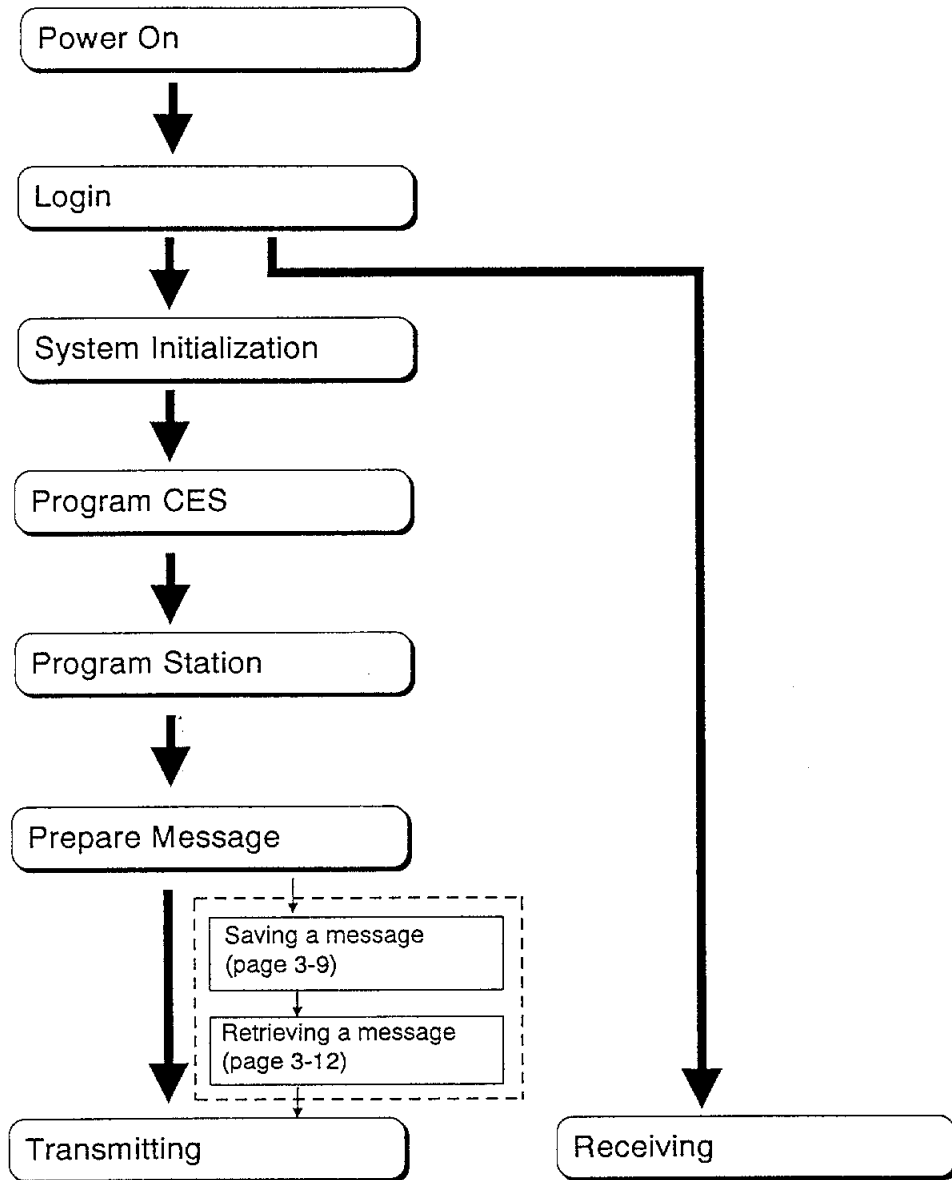 Power On
Login
System Initialization
Program CES
Program Station
Prepare Message
Saving a message
(page 3-9)
Retrieving a message
(page 3-12)
Transmitting
Receiving